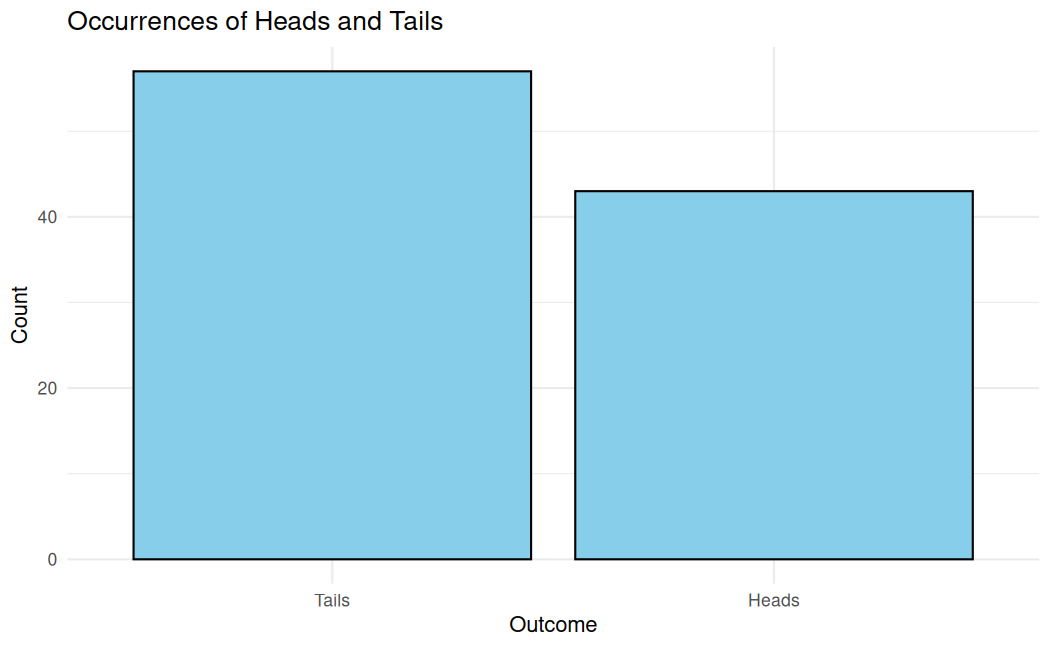 Occurrences of Heads and Tails
Count
40
20
0
Tails
Heads
Outcome